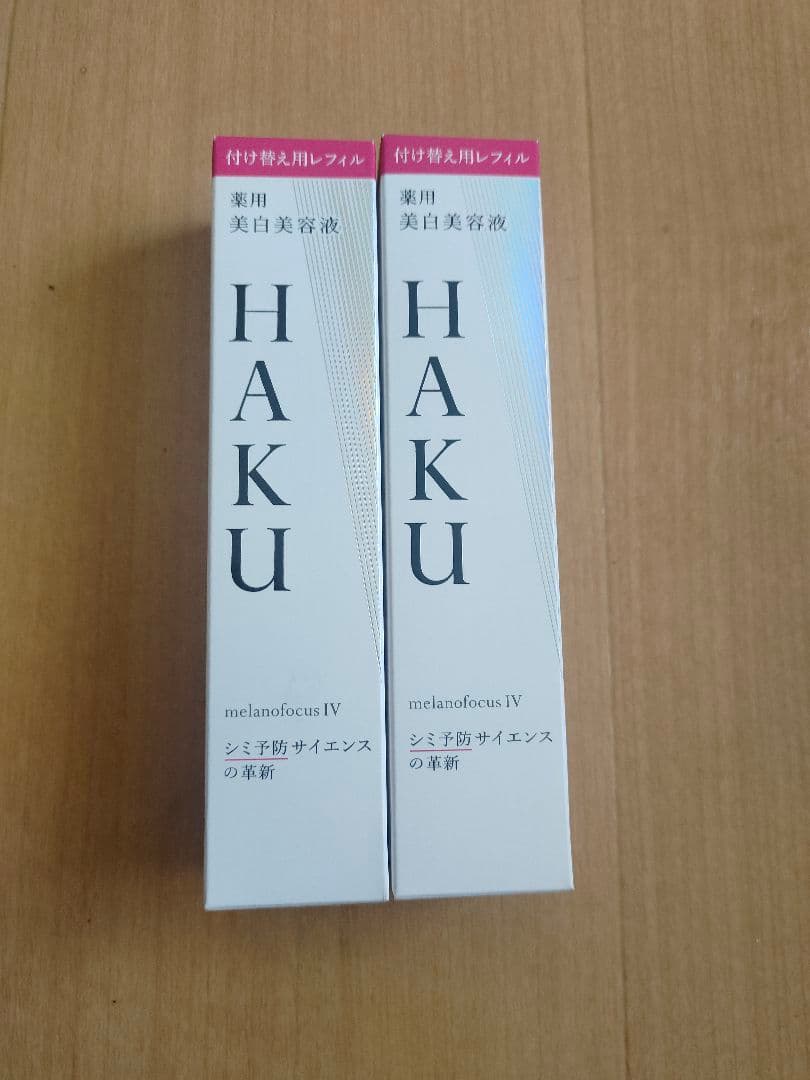 付け替え用レフィル
薬用
美白美容液
HAKU
melanofocus IV
シミ予防サイエンス
の革新
付け替え用レフィル
薬用
美白美容液
HAKU
melanofocus IV
シミ予防サイエンス
の革新